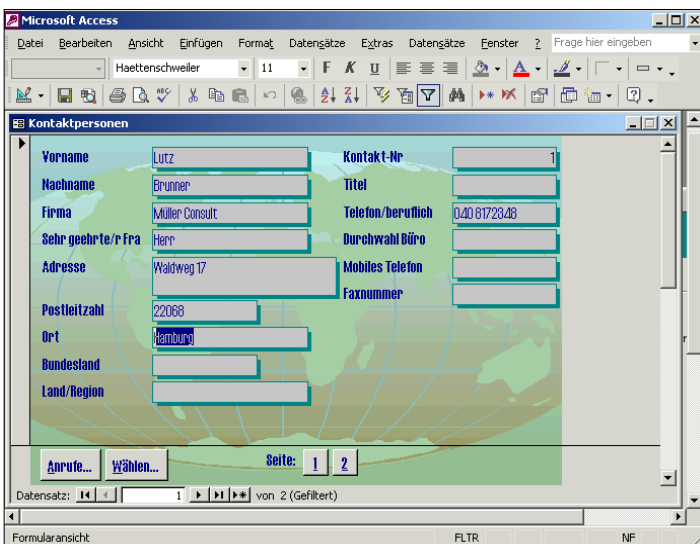 Microsoft Access
Datei Bearbeiten Ansicht Einfügen Format Datensätze Extras Datensätze Fenster ? Frage hier eingeben
Haettenschweiler 11 F K U
Kontaktpersonen
Vorname Lutz Kontakt-Nr 1
Nachname Brunner Titel
Firma Müller Consult Telefon/beruflich 040 8172348
Sehr geehrte/r Fra Herr Durchwahl Büro
Adresse Waldweg 17 Mobiles Telefon
Faxnummer
Postleitzahl 22068
Ort Hamburg
Bundesland
Land/Region
Anrufe... Wählen... Seite: 1 2
Datensatz: 1 von 2 (Gefiltert)
Formularansicht FLTR NF